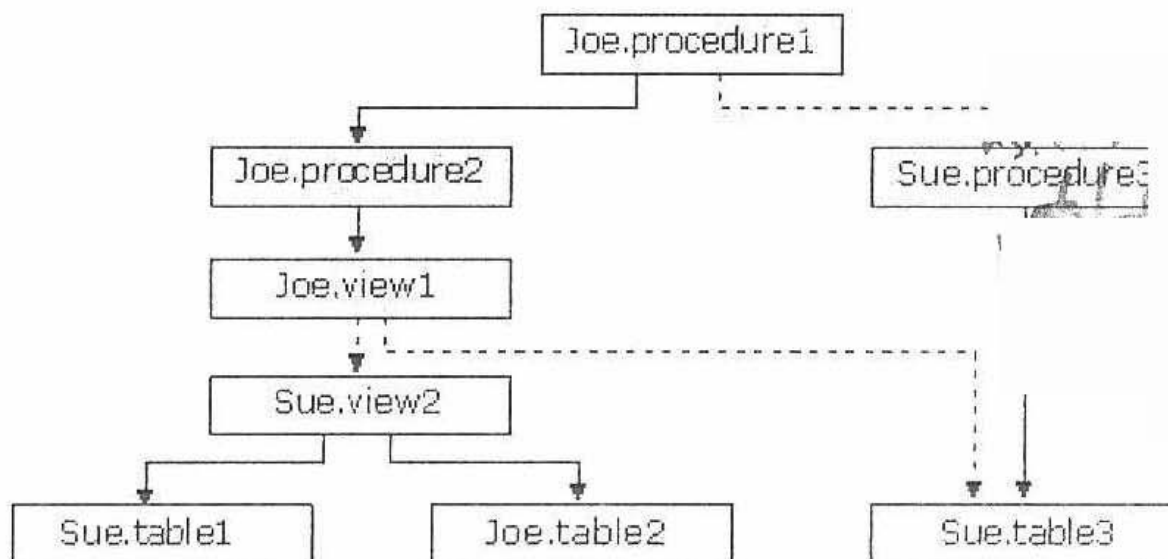 Joe.procedure1
Joe.procedure2
Sue.procedure3
Joe.view1
Sue.view2
Sue.table1
Joe.table2
Sue.table3